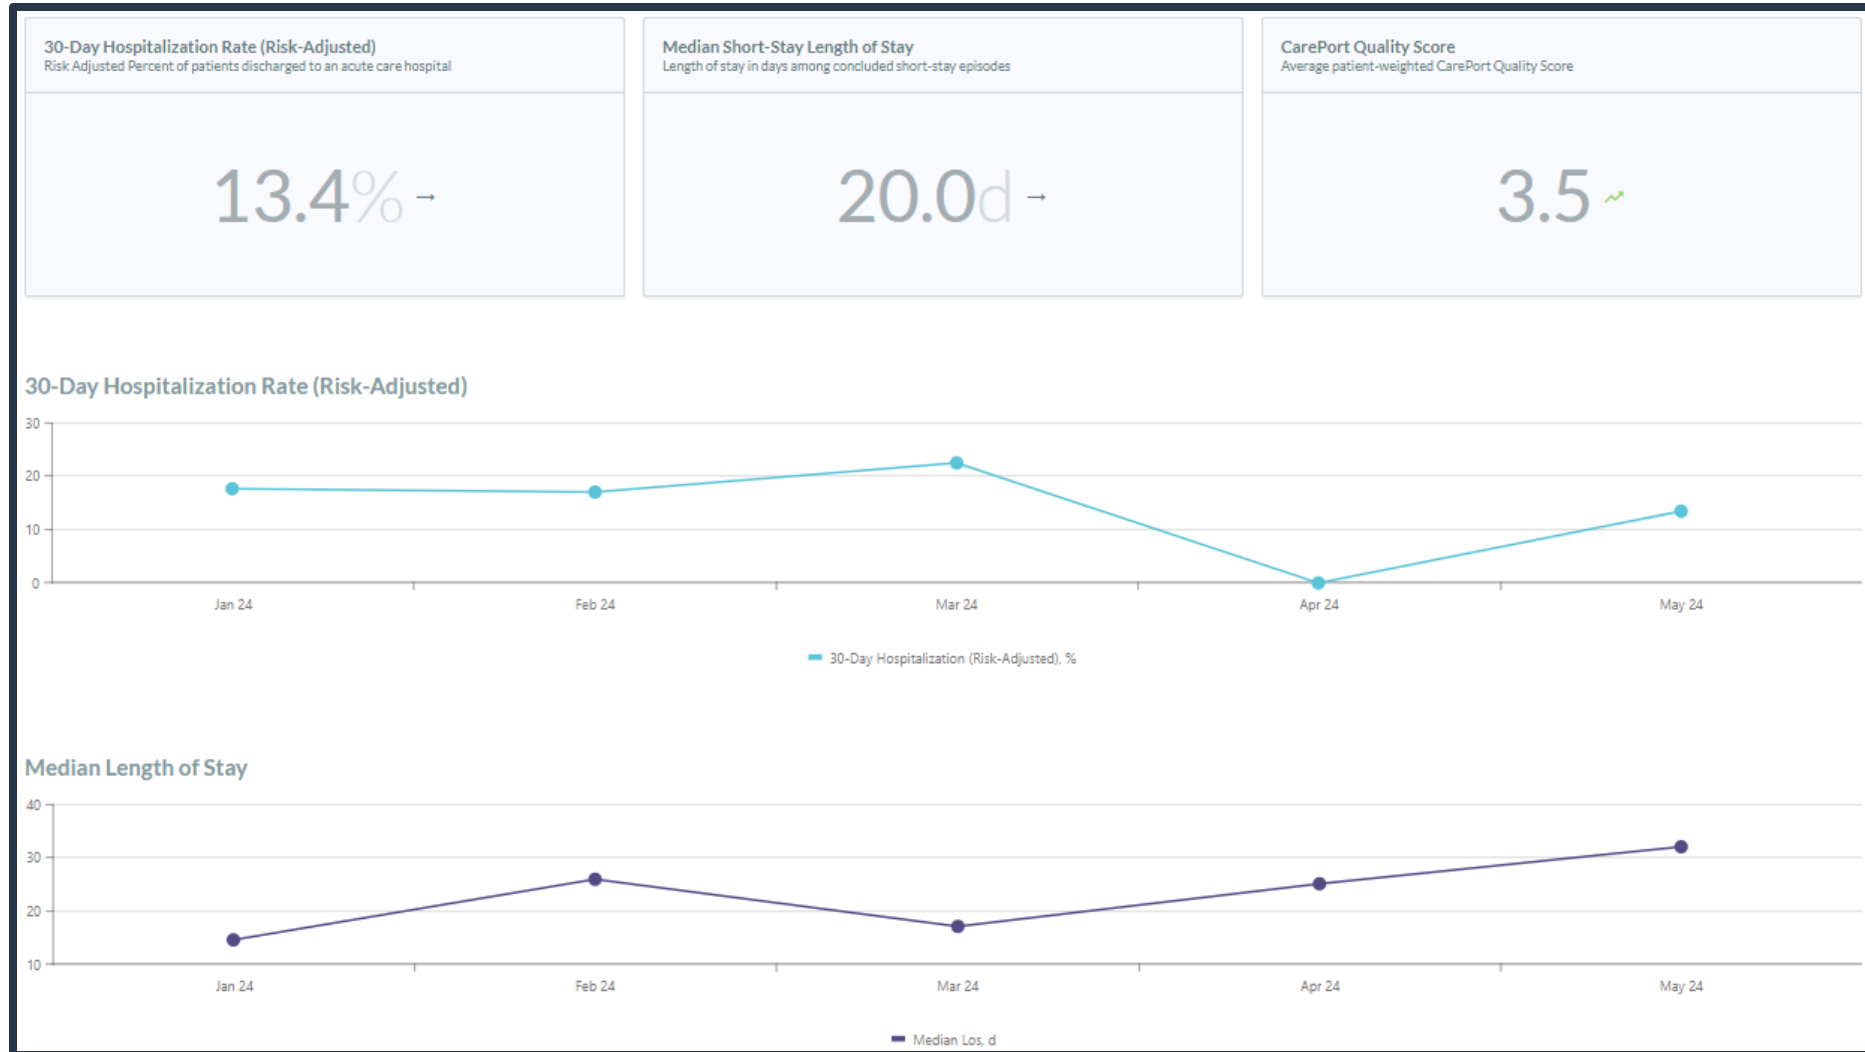 30-Day Hospitalization Rate (Risk-Adjusted)
Risk Adjusted Percent of patients discharged to an acute care hospital
13.4%
Median Short-Stay Length of Stay
Length of stay in days among concluded short-stay episodes
20.0d
CarePort Quality Score
Average patient-weighted CarePort Quality Score
3.5
30-Day Hospitalization Rate (Risk-Adjusted)
30
20
10
0
Jan 24 Feb 24 Mar 24 Apr 24 May 24
30-Day Hospitalization (Risk-Adjusted), %
Median Length of Stay
40
30
20
10
Jan 24 Feb 24 Mar 24 Apr 24 May 24
Median Los, d